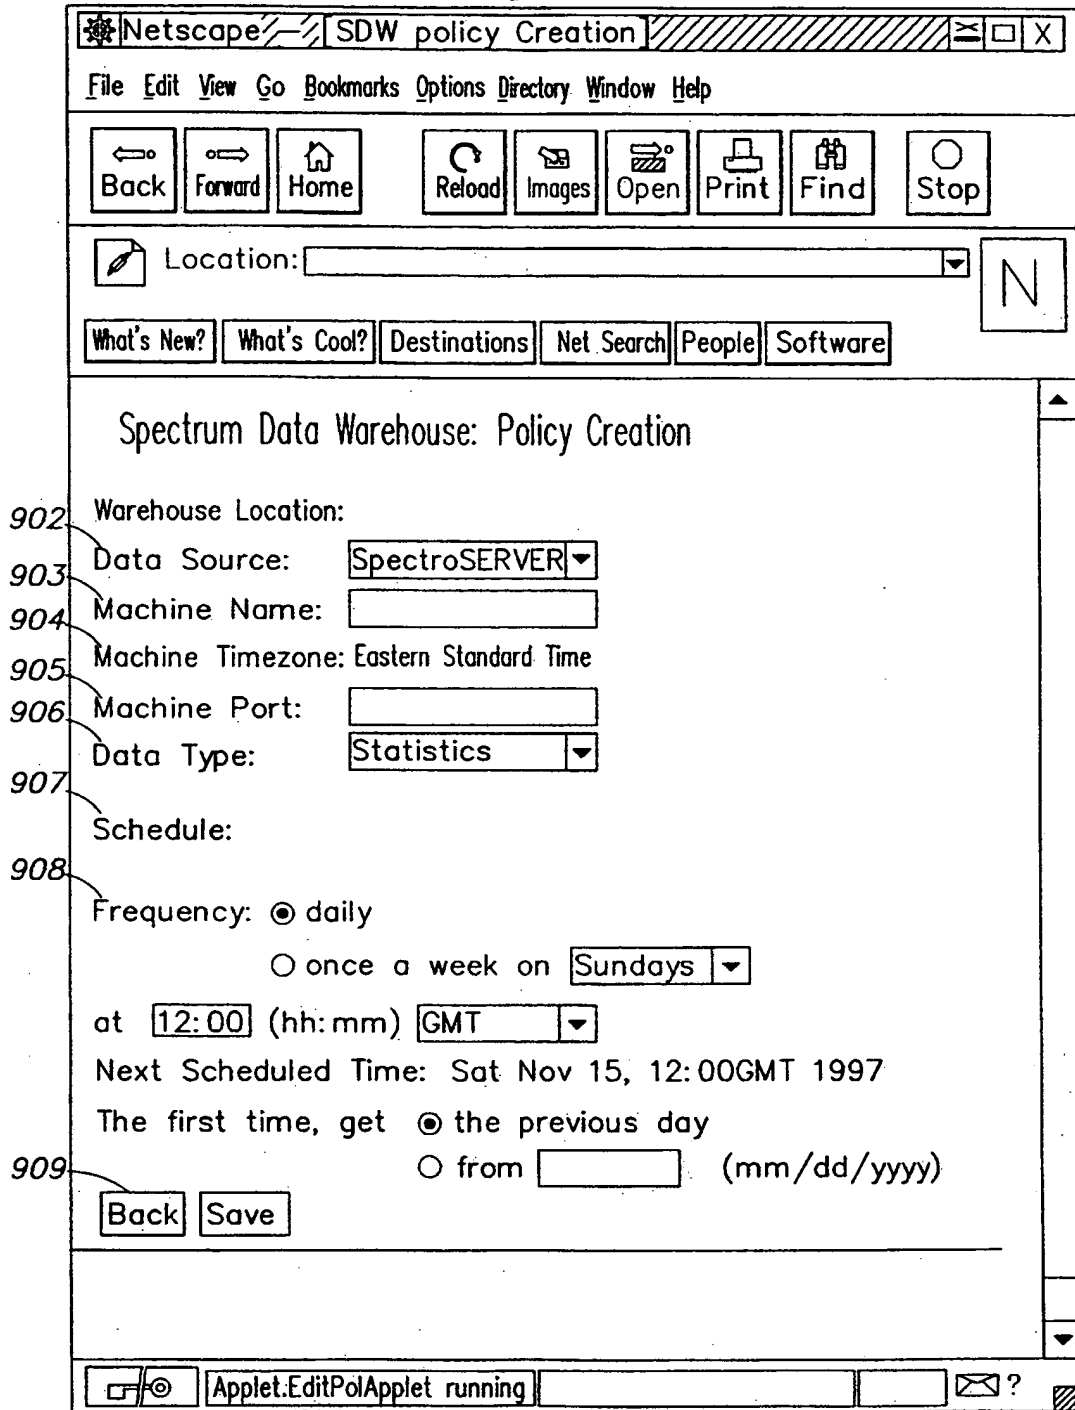 Netscape SDW policy Creation X
File Edit View Go Bookmarks Options Directory Window Help
Back Forward Home Reload Images Open Print Find Stop
Location: N
What's New? What's Cool? Destinations Net Search People Software
Spectrum Data Warehouse: Policy Creation
Warehouse Location:
902 Data Source: SpectroSERVER
903 Machine Name:
904 Machine Timezone: Eastern Standard Time
905 Machine Port:
906 Data Type: Statistics
907 Schedule:
908 Frequency: daily
once a week on Sundays
at 12:00 (hh:mm) GMT
Next Scheduled Time: Sat Nov 15, 12:00GMT 1997
The first time, get the previous day
from (mm/dd/yyyy)
909 Back Save
Applet.EditPolApplet running ?